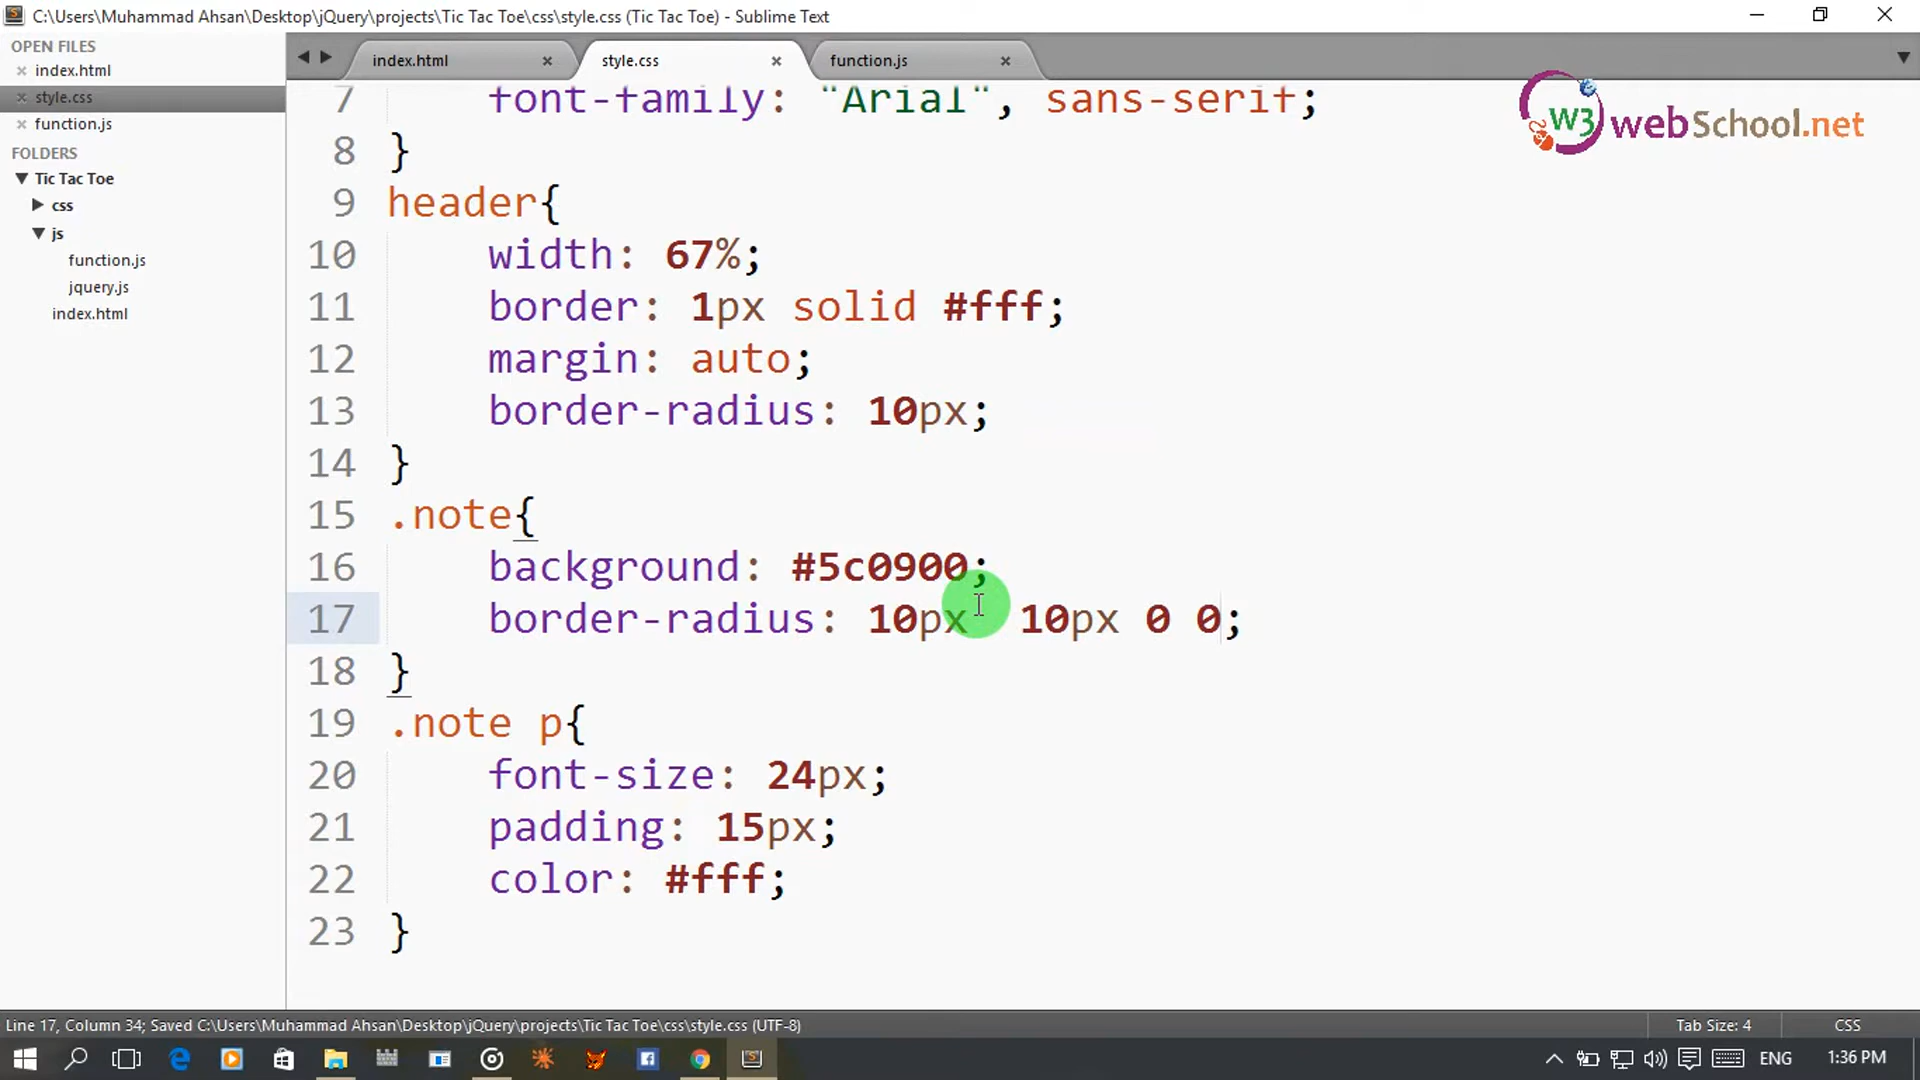 C:\Users\Muhammad Ahsan\Desktop\jQuery\projects\Tic Tac Toe\css\style.css (Tic Tac Toe) - Sublime Text
OPEN FILES
index.html
style.css
function.js
FOLDERS
Tic Tac Toe
css
js
function.js
jquery.js
index.html
index.html
style.css
function.js
W3 webSchool.net
7 font-family: "Arial", sans-serif;
8 }
9 header{
10 width: 67%;
11 border: 1px solid #fff;
12 margin: auto;
13 border-radius: 10px;
14 }
15 .note{
16 background: #5c0900;
17 border-radius: 10px  10px 0 0;
18 }
19 .note p{
20 font-size: 24px;
21 padding: 15px;
22 color: #fff;
23 }
Line 17, Column 34; Saved C:\Users\Muhammad Ahsan\Desktop\jQuery\projects\Tic Tac Toe\css\style.css (UTF-8)
Tab Size: 4
CSS
ENG
1:36 PM